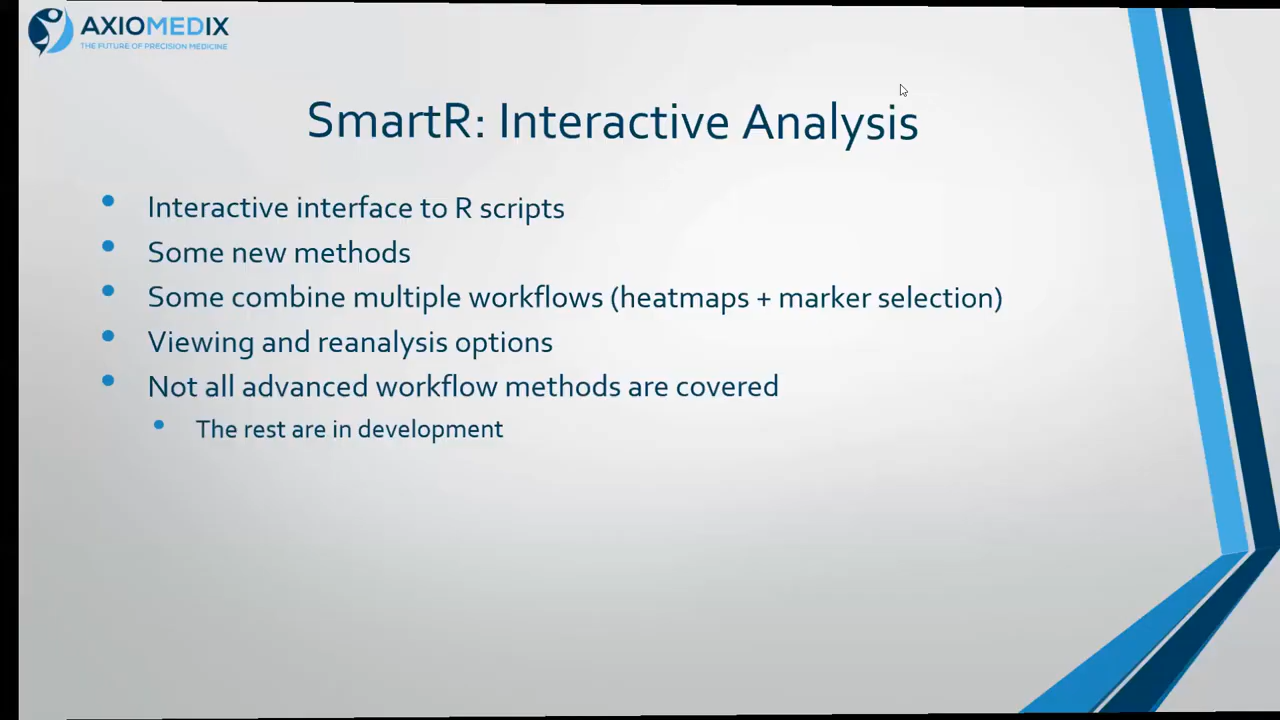 AXIOMEDIX
THE FUTURE OF PRECISION MEDICINE
SmartR: Interactive Analysis
• Interactive interface to R scripts
• Some new methods
• Some combine multiple workflows (heatmaps + marker selection)
• Viewing and reanalysis options
• Not all advanced workflow methods are covered
• The rest are in development